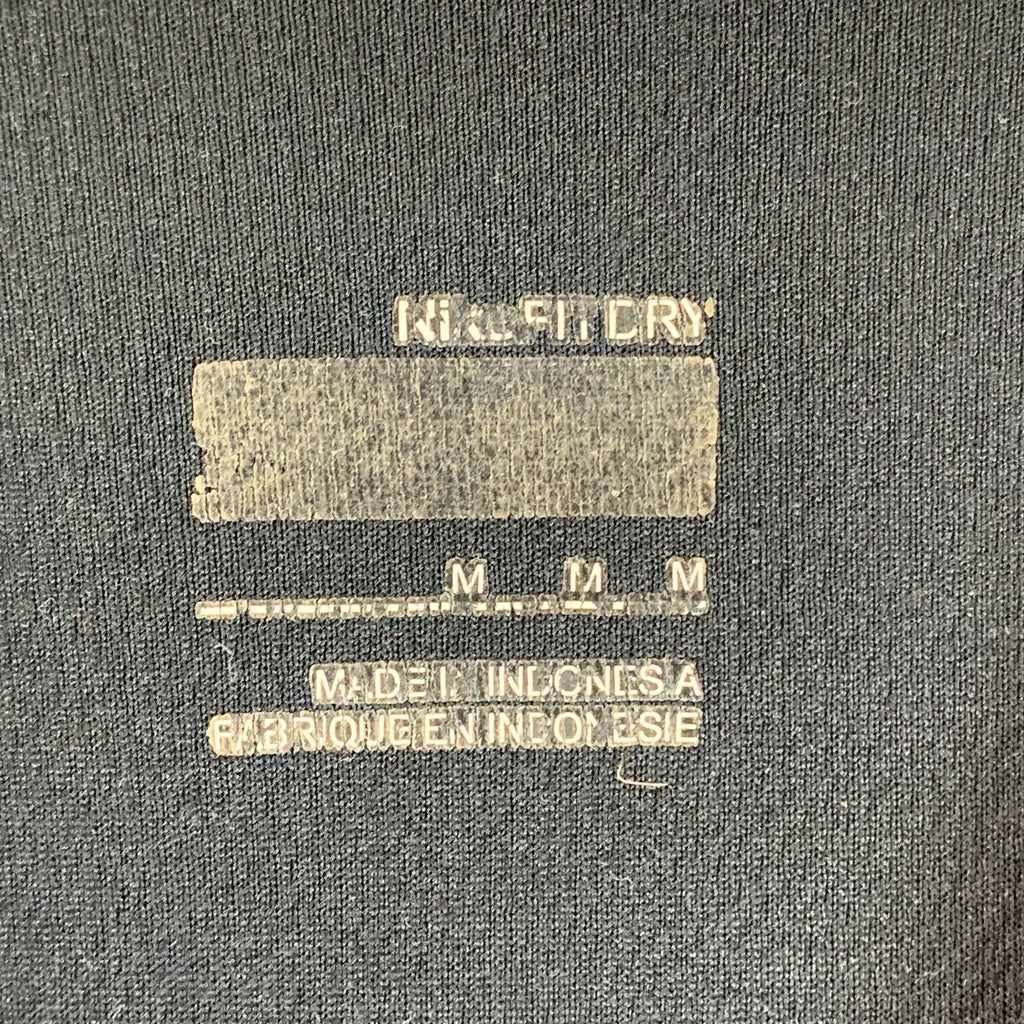 NIKE FIT DRY
M M M
MADE IN INDONESIA
FABRIQUE EN INDONESIE